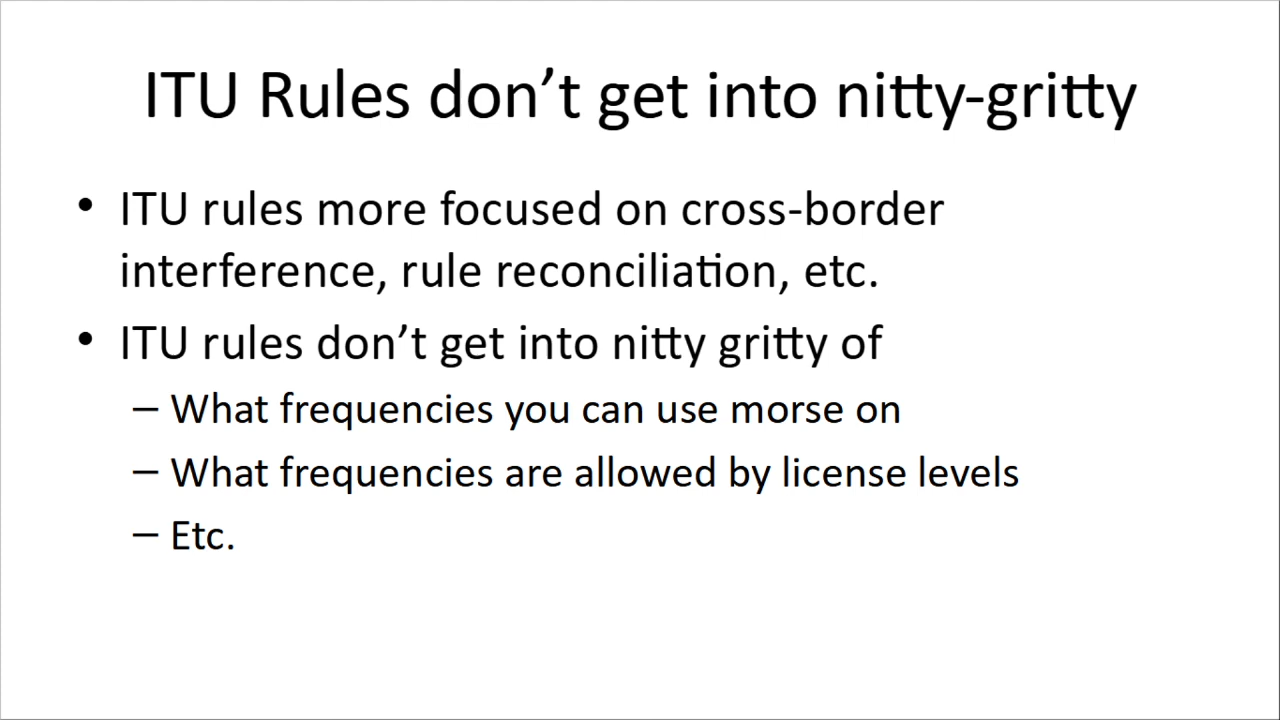 ITU Rules don’t get into nitty-gritty
• ITU rules more focused on cross-border
interference, rule reconciliation, etc.
• ITU rules don’t get into nitty gritty of
– What frequencies you can use morse on
– What frequencies are allowed by license levels
– Etc.